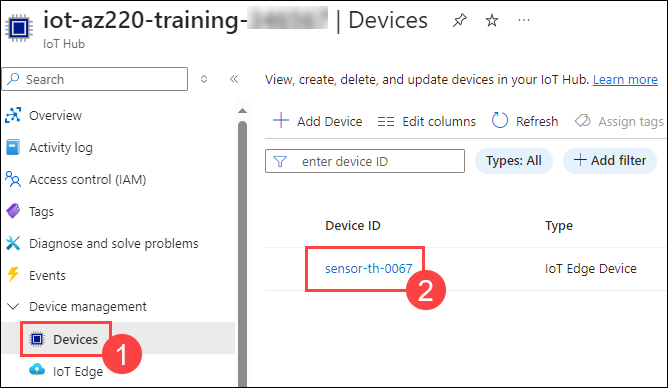 iot-az220-training- | Devices
IoT Hub
Search
View, create, delete, and update devices in your IoT Hub. Learn more
Overview
Activity log
Access control (IAM)
Tags
Diagnose and solve problems
Events
Device management
Devices
1
IoT Edge
Add Device
Edit columns
Refresh
Assign tags
enter device ID
Types: All
Add filter
Device ID
Type
sensor-th-0067
IoT Edge Device
2